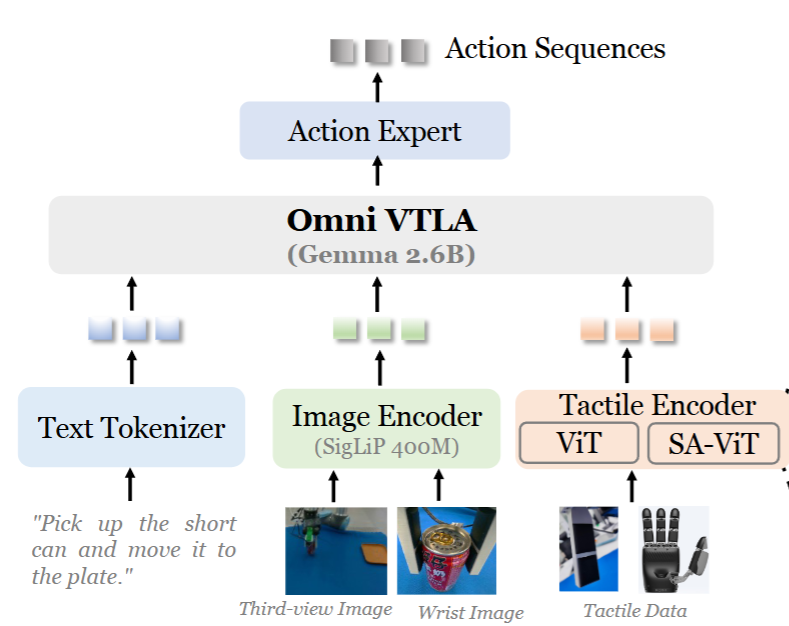 Action Sequences
Action Expert
Omni VTLA
(Gemma 2.6B)
Text Tokenizer
Image Encoder
(SigLiP 400M)
Tactile Encoder
ViT
SA-ViT
"Pick up the short
can and move it to
the plate."
Third-view Image
Wrist Image
Tactile Data